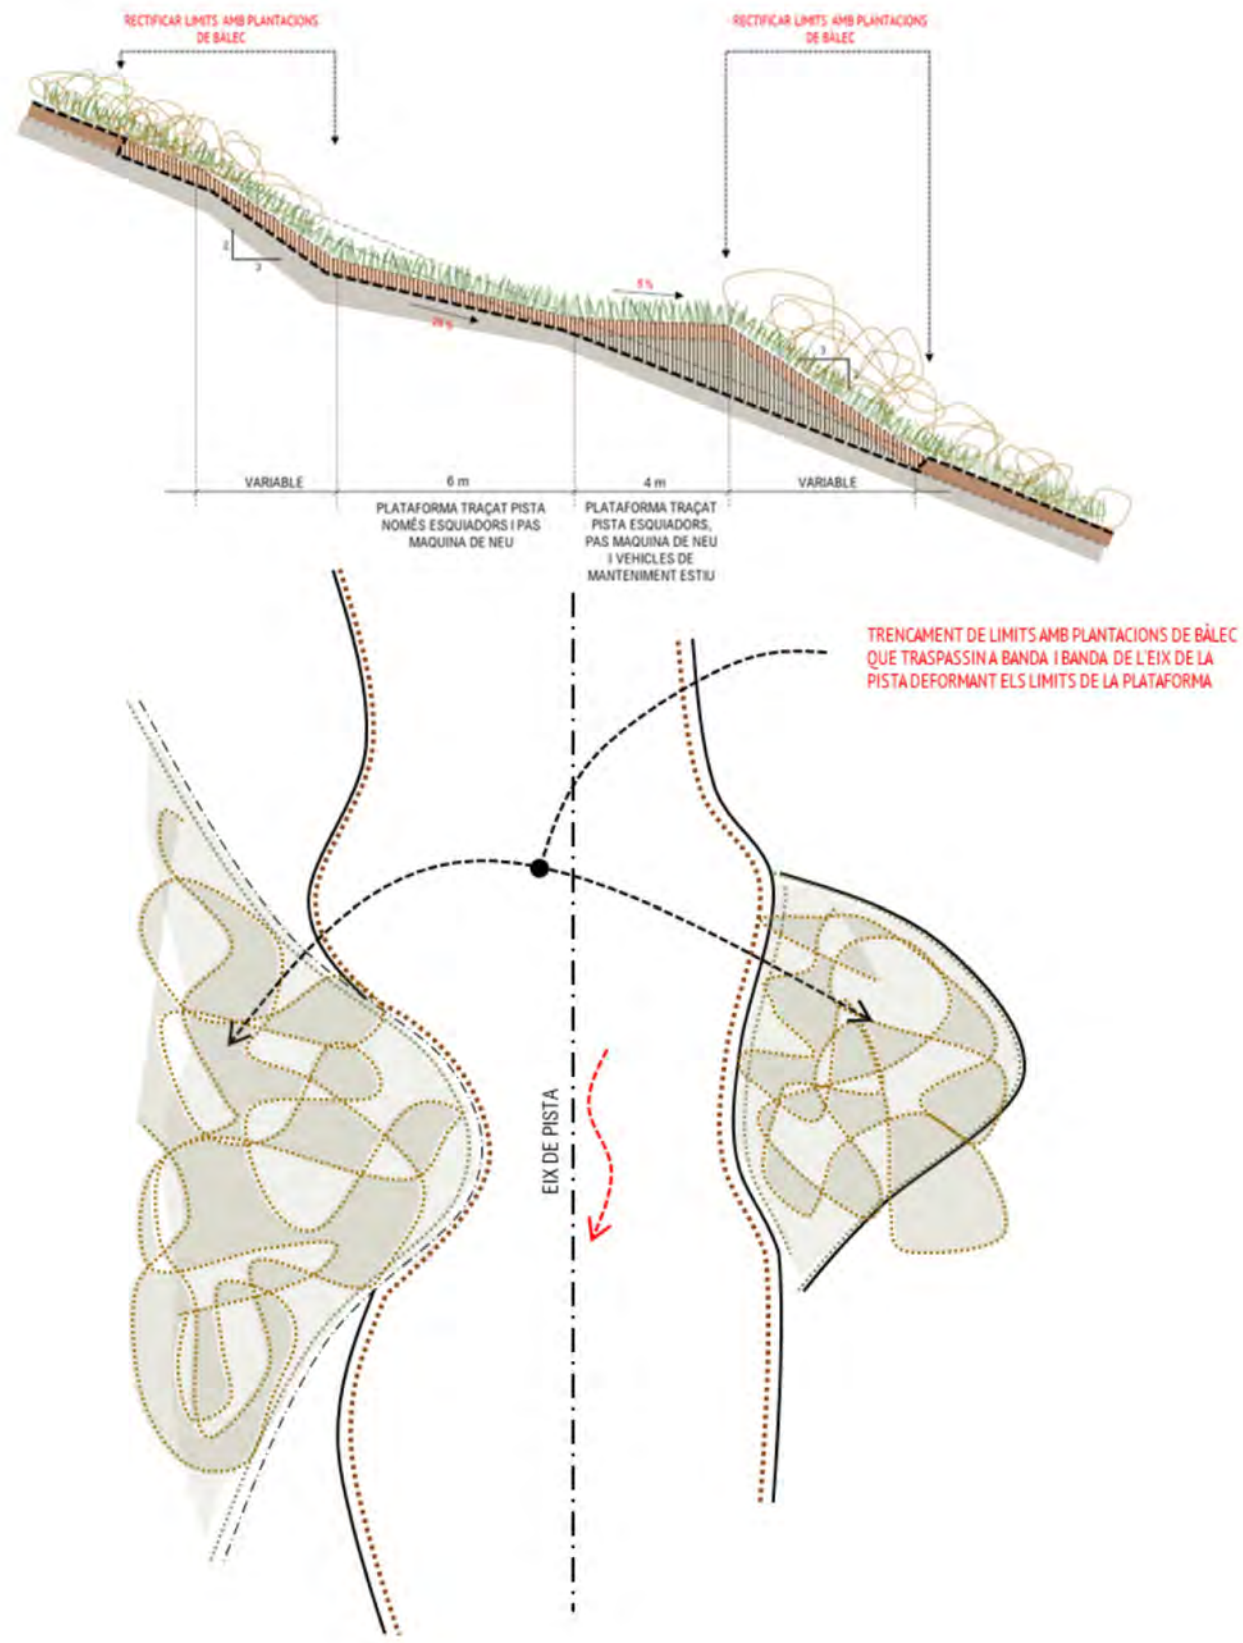 RECTIFICAR LIMITS AMB PLANTACIONS
DE BÀLEC
RECTIFICAR LIMITS AMB PLANTACIONS
DE BÀLEC
2
3
5 %
3
VARIABLE
6 m
4 m
VARIABLE
PLATAFORMA TRAÇAT PISTA
NOMÉS ESQUIADORS I PAS
MAQUINA DE NEU
PLATAFORMA TRAÇAT
PISTA ESQUIADORS,
PAS MAQUINA DE NEU
I VEHICLES DE
MANTENIMENT ESTIU
TRENCAMENT DE LIMITS AMB PLANTACIONS DE BÀLEC
QUE TRASPASSIN A BANDA I BANDA DE L'EIX DE LA
PISTA DEFORMANT ELS LIMITS DE LA PLATAFORMA
EIX DE PISTA